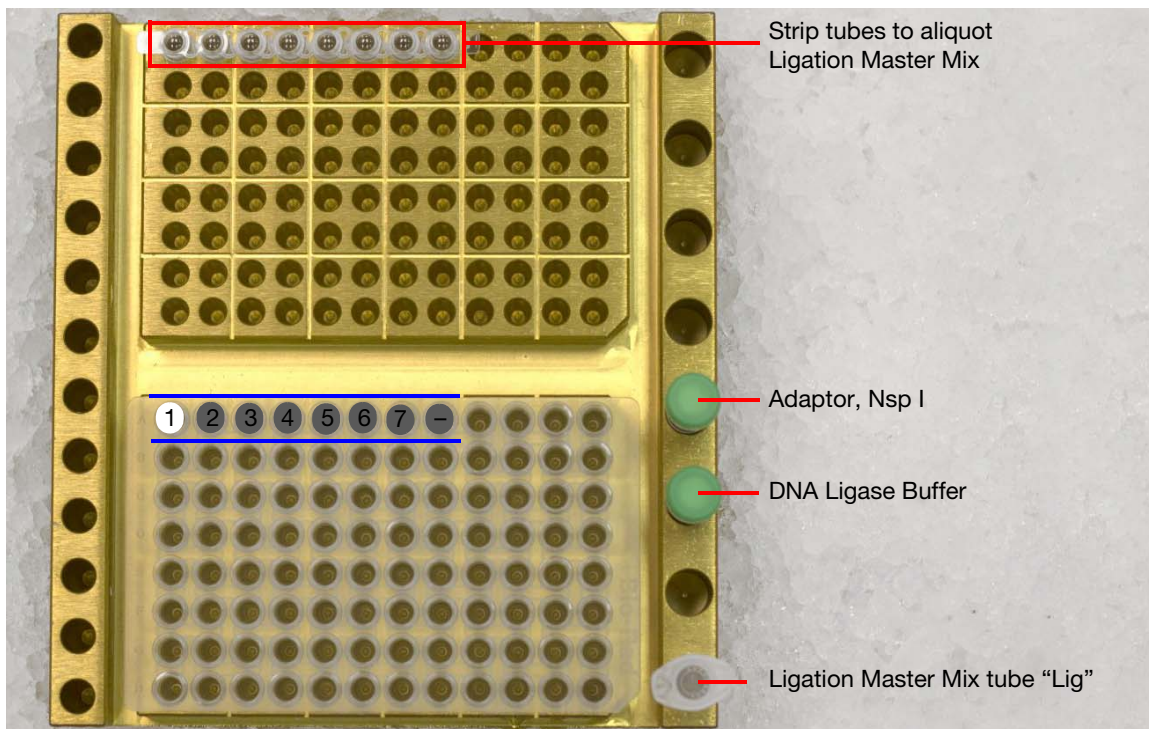 Strip tubes to aliquot
Ligation Master Mix
Adaptor, Nsp I
1 2 3 4 5 6 7 –
DNA Ligase Buffer
Ligation Master Mix tube “Lig”